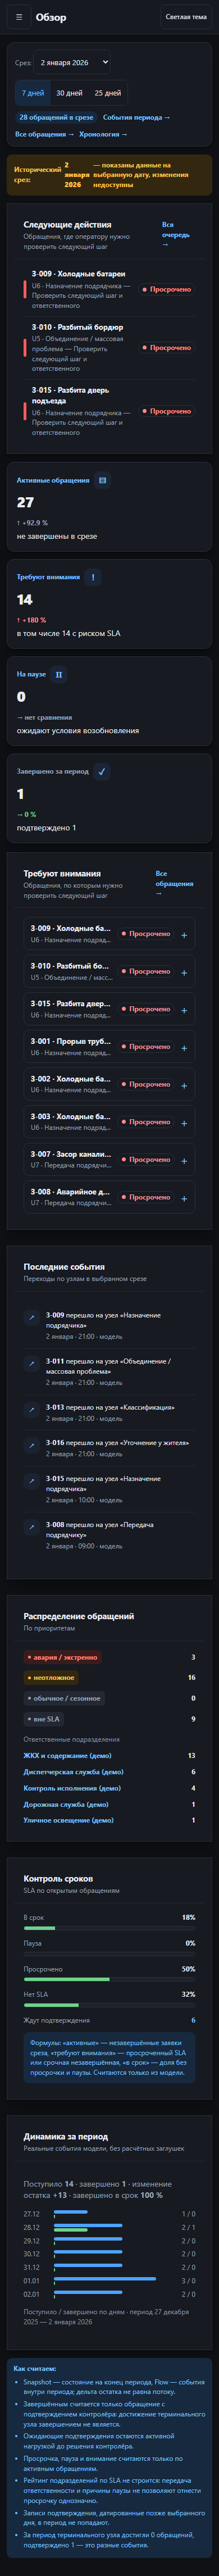 ☰ Обзор Светлая тема
Срез: 2 января 2026
7 дней 30 дней 25 дней
28 обращений в срезе События периода →
Все обращения → Хронология →
Исторический срез: 2 января 2026 — показаны данные на выбранную дату, изменения недоступны
Следующие действия
Вся очередь →
Обращения, где оператору нужно
проверить следующий шаг
З-009 · Холодные батареи
U6 · Назначение подрядчика —
Проверить следующий шаг и
ответственного
Просрочено
З-010 · Разбитый бордюр
U5 · Объединение / массовая
проблема — Проверить
следующий шаг и
ответственного
Просрочено
З-015 · Разбита дверь
подъезда
U6 · Назначение подрядчика —
Проверить следующий шаг и
ответственного
Просрочено
Активные обращения
27
↑ +92.9 %
не завершены в срезе
Требуют внимания !
14
↑ +180 %
в том числе 14 с риском SLA
На паузе
0
→ нет сравнения
ожидают условия возобновления
Завершено за период ✓
1
→ 0 %
подтверждено 1
Требуют внимания
Все обращения →
Обращения, по которым нужно
проверить следующий шаг
З-009 · Холодные ба... Просрочено +
U6 · Назначение подряд...
З-010 · Разбитый бо... Просрочено +
U5 · Объединение / масс...
З-015 · Разбита двер... Просрочено +
U6 · Назначение подряд...
З-001 · Прорыв труб... Просрочено +
U6 · Назначение подряд...
З-002 · Холодные ба... Просрочено +
U6 · Назначение подряд...
З-003 · Холодные ба... Просрочено +
U6 · Назначение подряд...
З-007 · Засор канали... Просрочено +
U7 · Передача подрядчи...
З-008 · Аварийное д... Просрочено +
U7 · Передача подрядчи...
Последние события
Переходы по узлам в выбранном срезе
З-009 перешло на узел «Назначение
подрядчика»
2 января · 21:00 · модель
З-011 перешло на узел «Объединение /
массовая проблема»
2 января · 21:00 · модель
З-013 перешло на узел «Классификация»
2 января · 21:00 · модель
З-016 перешло на узел «Уточнение у жителя»
2 января · 21:00 · модель
З-015 перешло на узел «Назначение
подрядчика»
2 января · 10:00 · модель
З-008 перешло на узел «Передача
подрядчику»
2 января · 09:00 · модель
Распределение обращений
По приоритетам
авария / экстренно 3
неотложное 16
обычное / сезонное 0
вне SLA 9
Ответственные подразделения
ЖКХ и содержание (демо) 13
Диспетчерская служба (демо) 6
Контроль исполнения (демо) 4
Дорожная служба (демо) 1
Уличное освещение (демо) 1
Контроль сроков
SLA по открытым обращениям
В срок 18%
Пауза 0%
Просрочено 50%
Нет SLA 32%
Ждут подтверждения 6
Формулы: «активные» — незавершённые заявки
среза, «требуют внимания» — просроченный SLA
или срочная незавершённая, «в срок» — доля без
просрочки и паузы. Считаются только из модели.
Динамика за период
Реальные события модели, без расчётных заглушек
Поступило 14 · завершено 1 · изменение
остатка +13 · завершено в срок 100 %
27.12 1 / 0
28.12 2 / 1
29.12 2 / 0
30.12 2 / 0
31.12 2 / 0
01.01 3 / 0
02.01 2 / 0
Поступило / завершено по дням · период 27 декабря
2025 — 2 января 2026
Как считаем:
• Snapshot — состояние на конец периода, Flow — события
внутри периода; дельта остатка не равна потоку.
• Завершённым считается только обращение с
подтверждением контролёра: достижение терминального
узла завершением не является.
• Ожидающие подтверждения остаются активной
нагрузкой до решения контролёра.
• Просрочка, пауза и внимание считаются только по
активным обращениям.
• Рейтинг подразделений по SLA не строится: передача
ответственности и причины паузы не позволяют отнести
просрочку однозначно.
• Записи подтверждения, датированные позже выбранного
дня, в период не попадают.
• За период терминального узла достигли 0 обращений,
подтверждено 1 — это разные события.